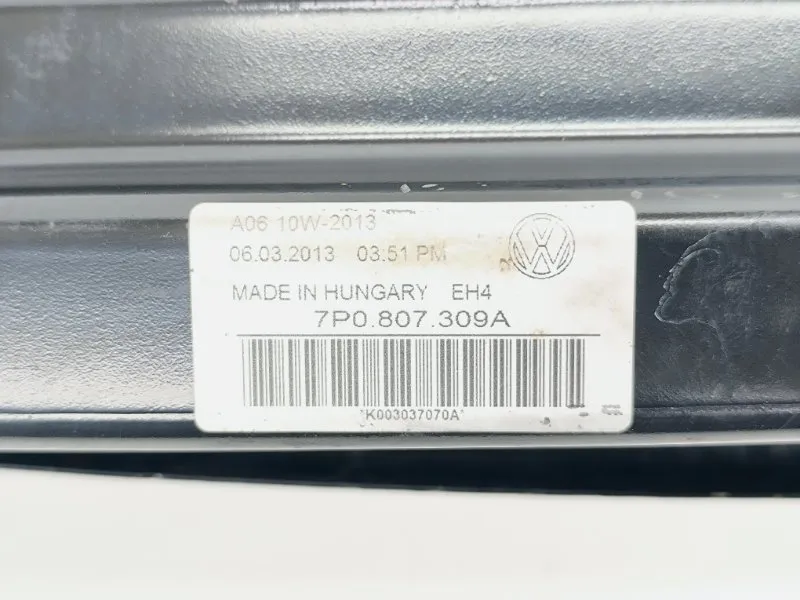 A06 10W-2013
06.03.2013 03:51 PM
MADE IN HUNGARY EH4
7P0.807.309A
*K003037070A*